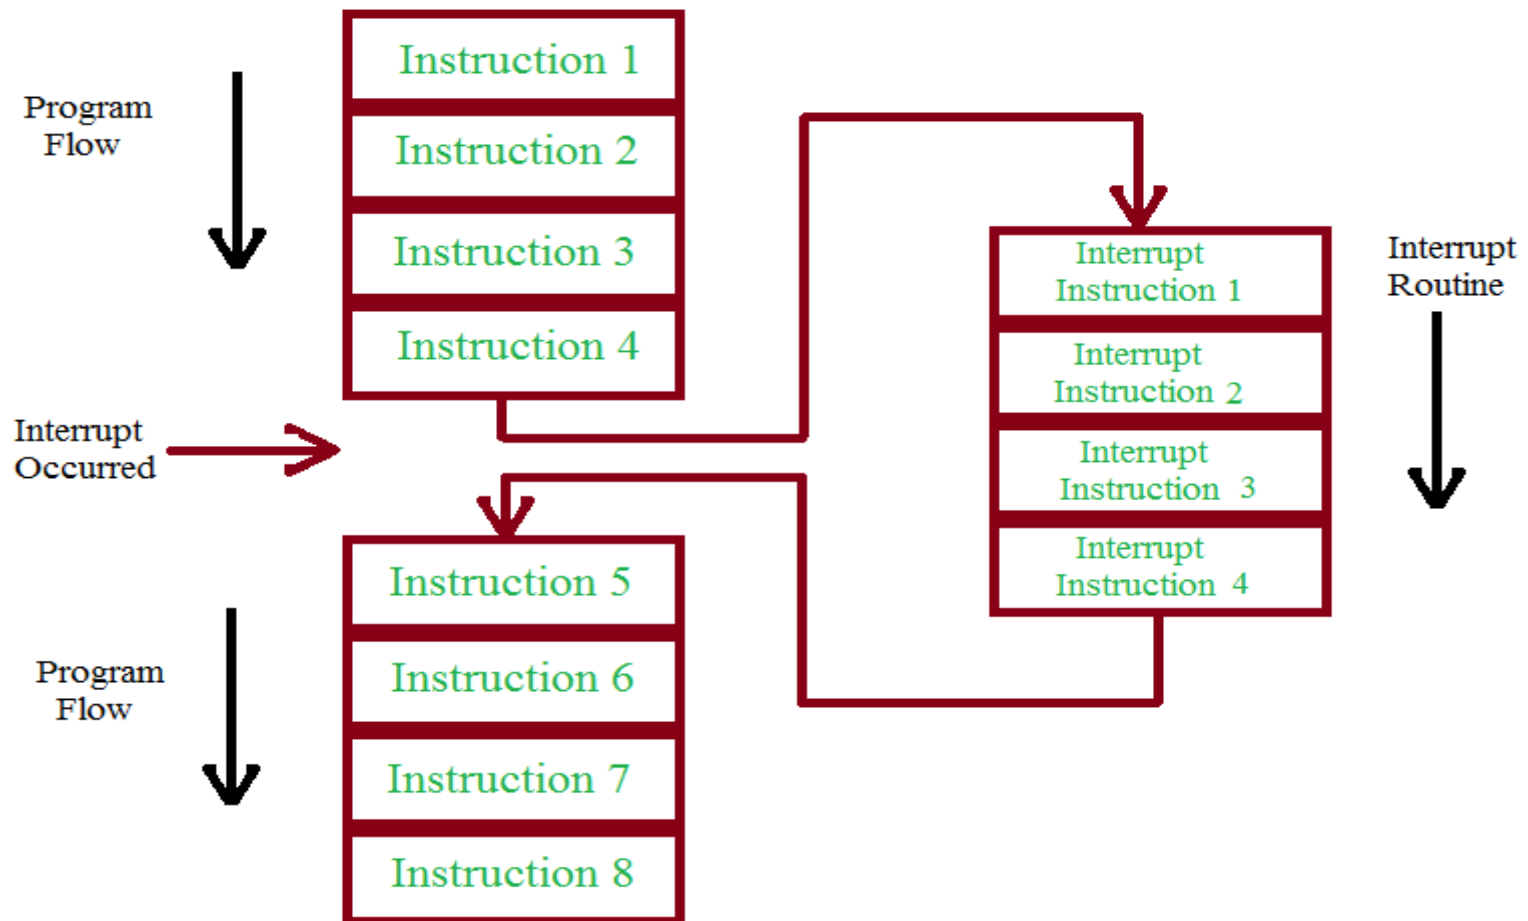 Instruction 1
Program
Flow
Instruction 2
Instruction 3
Instruction 4
Interrupt
Occurred
Interrupt
Instruction 1
Interrupt
Instruction 2
Interrupt
Instruction 3
Interrupt
Instruction 4
Interrupt
Routine
Instruction 5
Program
Flow
Instruction 6
Instruction 7
Instruction 8